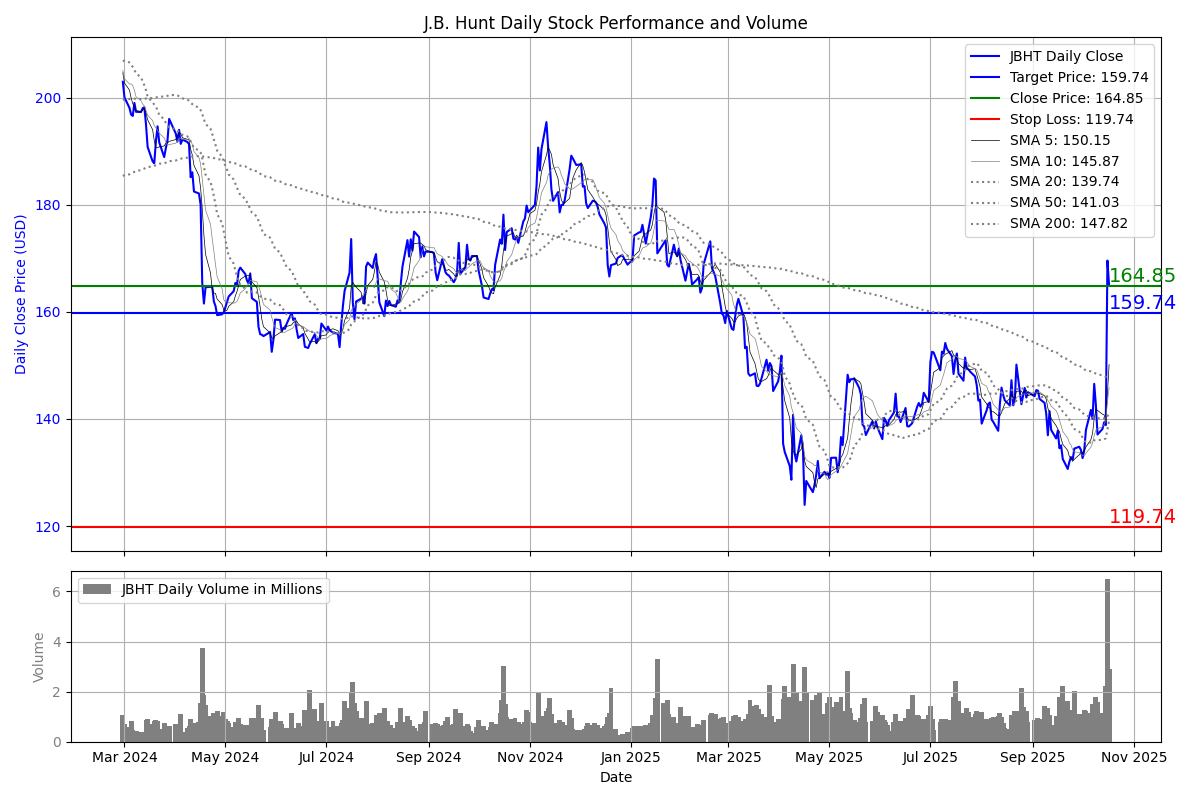 J.B. Hunt Daily Stock Performance and Volume
Daily Close Price (USD)
200
180
160
140
120
JBHT Daily Close
Target Price: 159.74
Close Price: 164.85
Stop Loss: 119.74
SMA 5: 150.15
SMA 10: 145.87
SMA 20: 139.74
SMA 50: 141.03
SMA 200: 147.82
164.85
159.74
119.74
Volume
6
4
2
0
JBHT Daily Volume in Millions
Mar 2024 May 2024 Jul 2024 Sep 2024 Nov 2024 Jan 2025 Mar 2025 May 2025 Jul 2025 Sep 2025 Nov 2025
Date